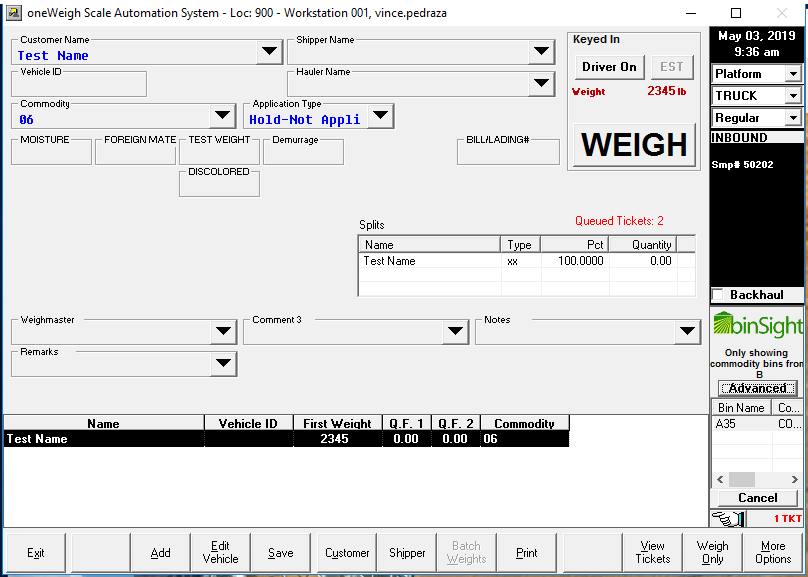 oneWeigh Scale Automation System - Loc: 900 - Workstation 001, vince.pedraza
Customer Name
Test Name
Shipper Name
Vehicle ID
Hauler Name
Commodity
06
Application Type
Hold-Not Appli
MOISTURE
FOREIGN MATE
TEST WEIGHT
Demurrage
BILL/LADING#
DISCOLORED
Keyed In
Driver On
EST
Weight 2345 lb
WEIGH
May 03, 2019
9:36 am
Platform
TRUCK
Regular
INBOUND
Smp# 50202
Backhaul
Queued Tickets: 2
Splits
Name Type Pct Quantity
Test Name xx 100.0000 0.00
Weighmaster
Comment 3
Notes
Remarks
binSight
Only showing
commodity bins from
B
Advanced
Bin Name Co...
A35 CO...
Cancel
1 TKT
Name Vehicle ID First Weight Q.F. 1 Q.F. 2 Commodity
Test Name 2345 0.00 0.00 06
Exit
Add
Edit
Vehicle
Save
Customer
Shipper
Batch
Weights
Print
View
Tickets
Weigh
Only
More
Options